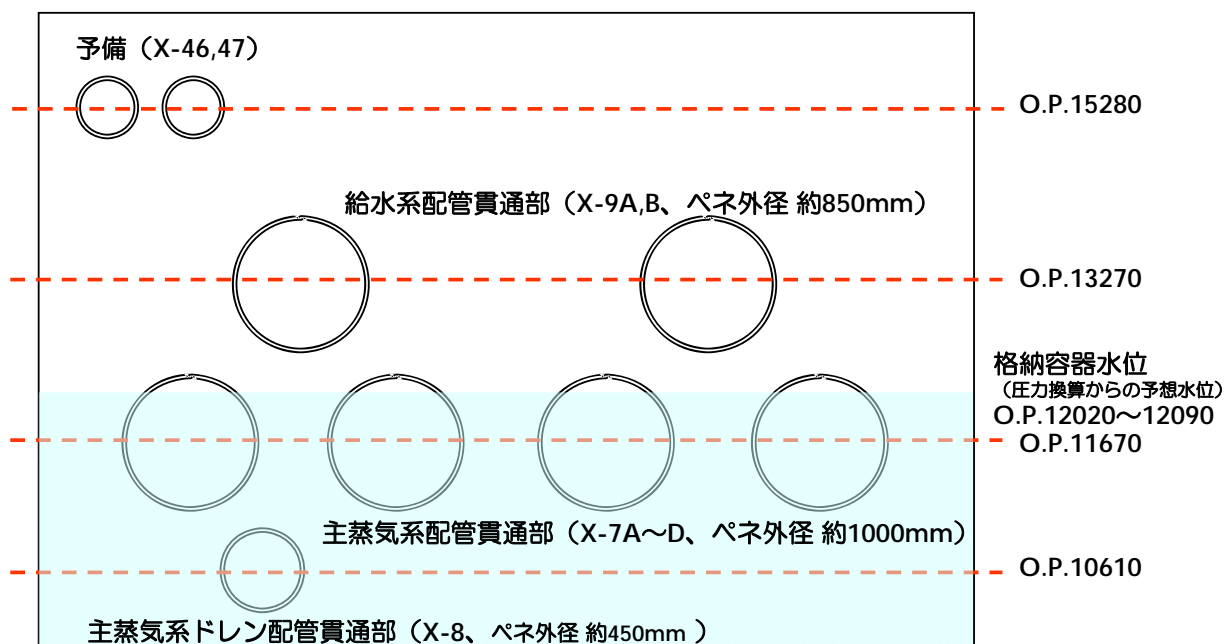 予備（X-46,47）
O.P.15280
給水系配管貫通部（X-9A,B、ペネ外径 約850mm）
O.P.13270
格納容器水位
（圧力換算からの予想水位）
O.P.12020～12090
O.P.11670
主蒸気系配管貫通部（X-7A～D、ペネ外径 約1000mm）
O.P.10610
主蒸気系ドレン配管貫通部（X-8、ペネ外径 約450mm ）